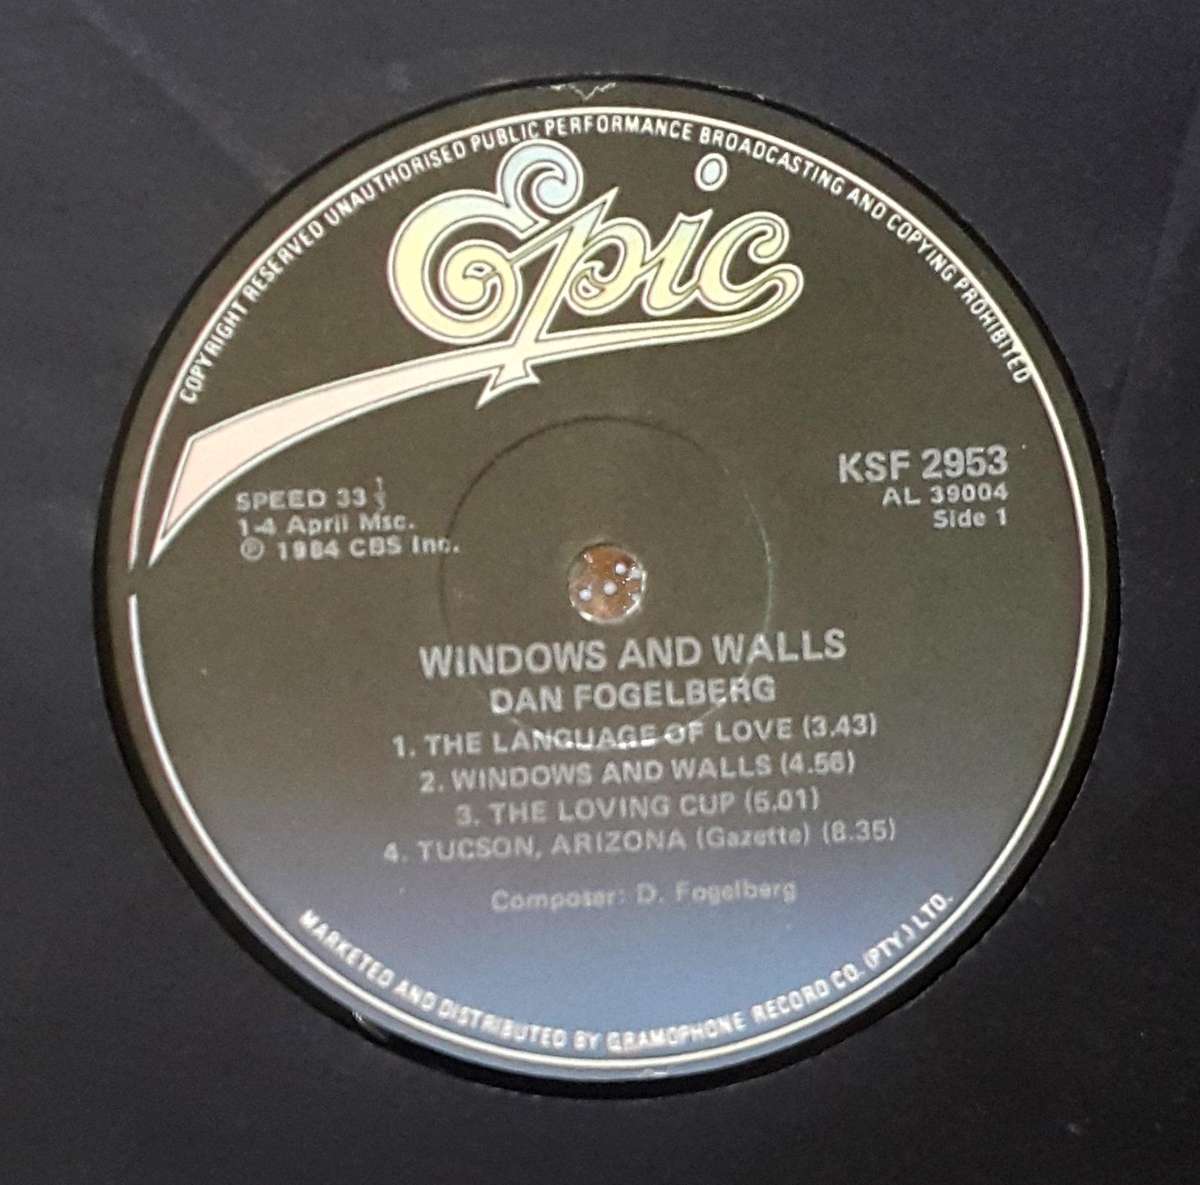 COPYRIGHT RESERVED UNAUTHORISED PUBLIC PERFORMANCE BROADCASTING AND COPYING PROHIBITED
Epic
SPEED 33 1/3
1-4 April Msc.
℗ 1984 CBS Inc.
KSF 2953
AL 39004
Side 1
WINDOWS AND WALLS
DAN FOGELBERG
1. THE LANGUAGE OF LOVE (3.43)
2. WINDOWS AND WALLS (4.56)
3. THE LOVING CUP (5.01)
4. TUCSON, ARIZONA (Gazette) (8.35)
Composer: D. Fogelberg
MARKETED AND DISTRIBUTED BY GRAMOPHONE RECORD CO. (PTY.) LTD.